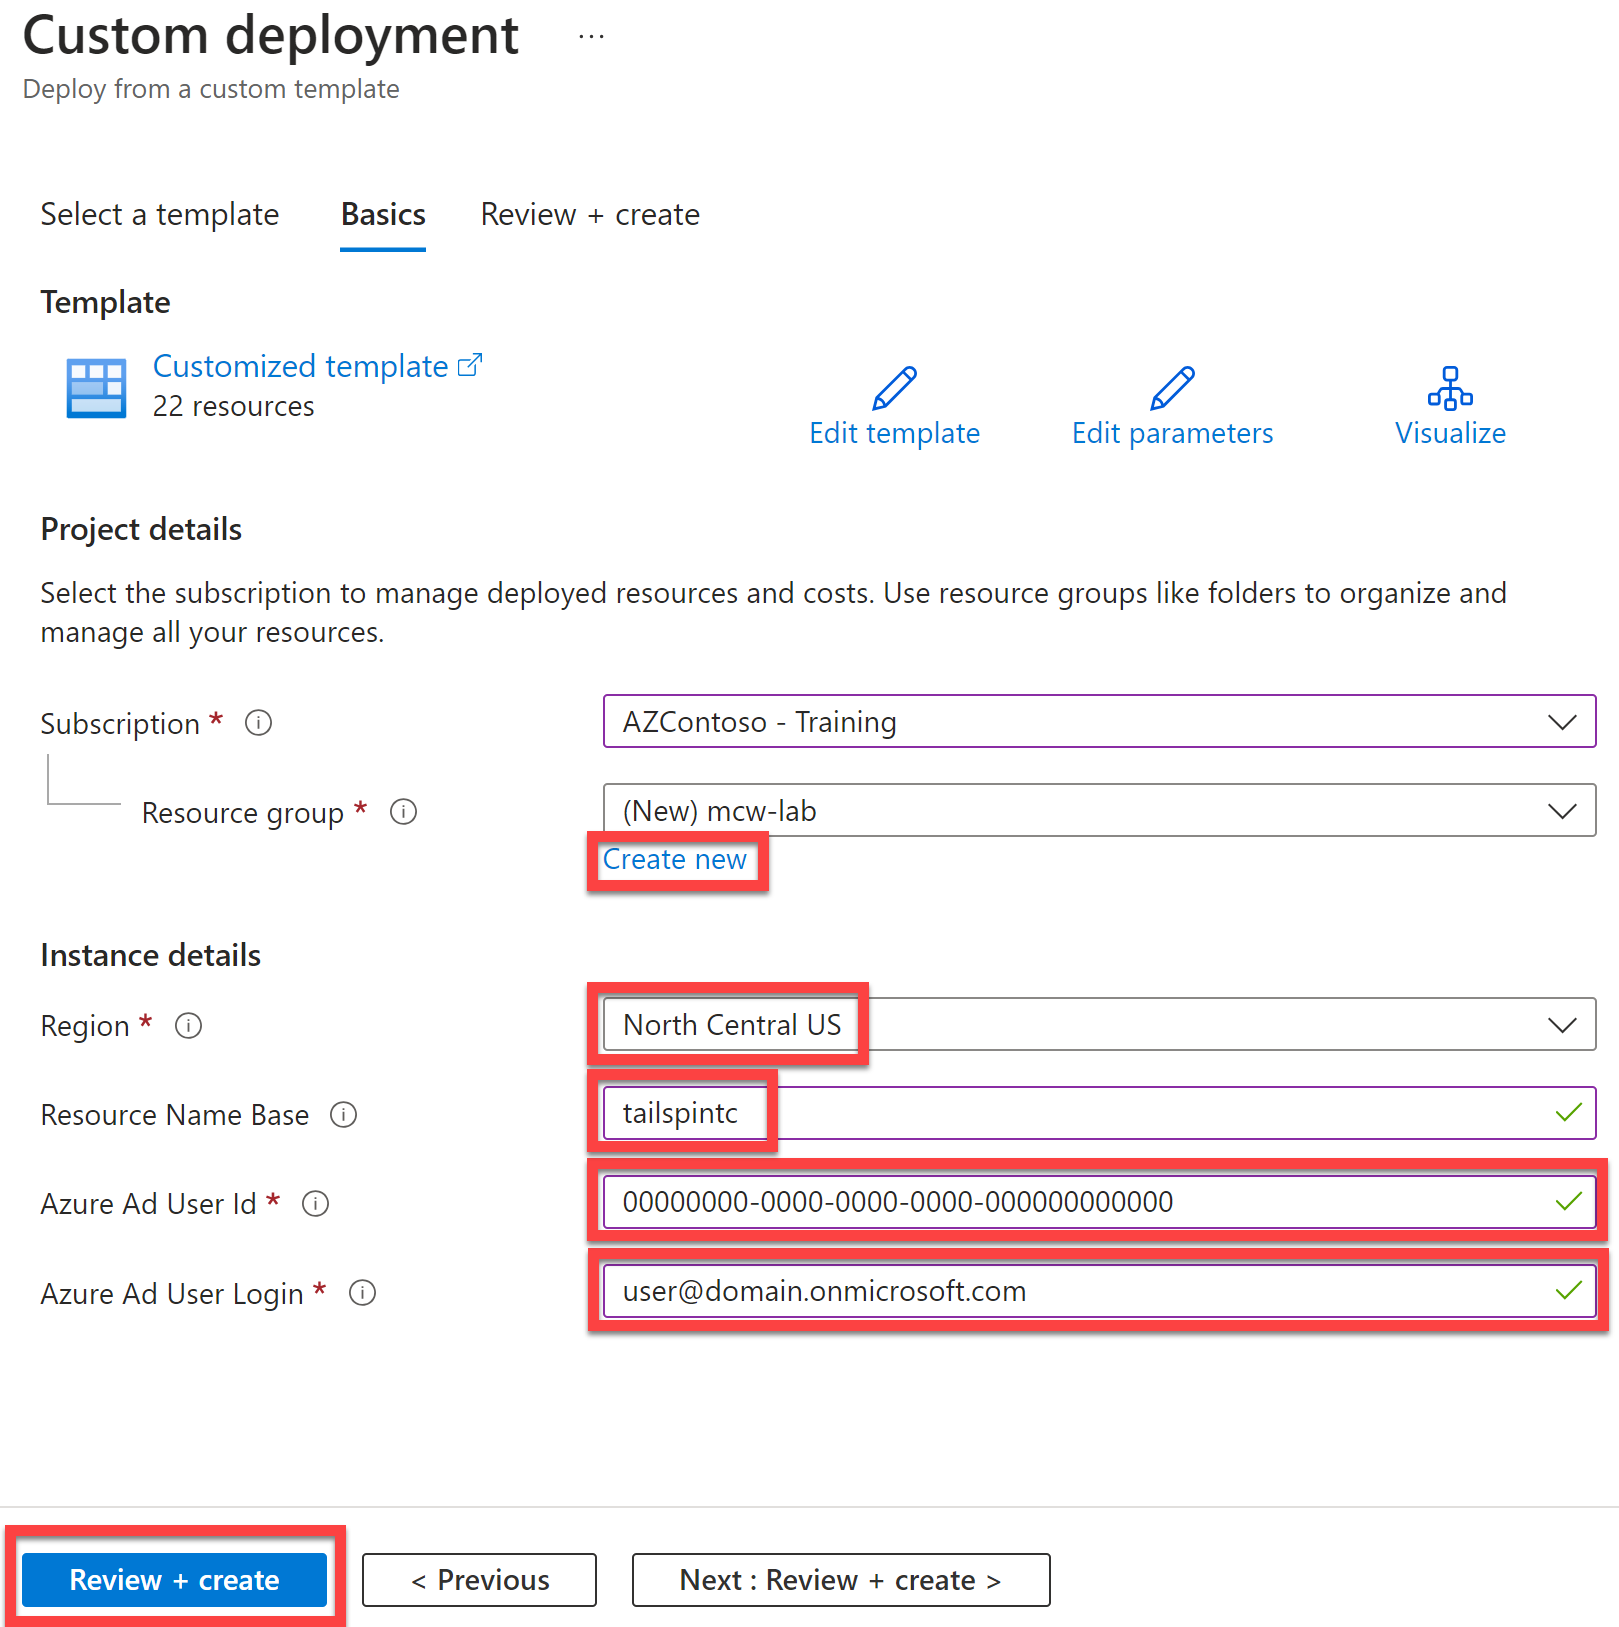 Custom deployment ...
Deploy from a custom template
Select a template Basics Review + create
Template
Customized template
22 resources
Edit template Edit parameters Visualize
Project details
Select the subscription to manage deployed resources and costs. Use resource groups like folders to organize and
manage all your resources.
Subscription * AZContoso - Training
Resource group * (New) mcw-lab
Create new
Instance details
Region * North Central US
Resource Name Base tailspintc
Azure Ad User Id * 00000000-0000-0000-0000-000000000000
Azure Ad User Login * user@domain.onmicrosoft.com
Review + create < Previous Next : Review + create >